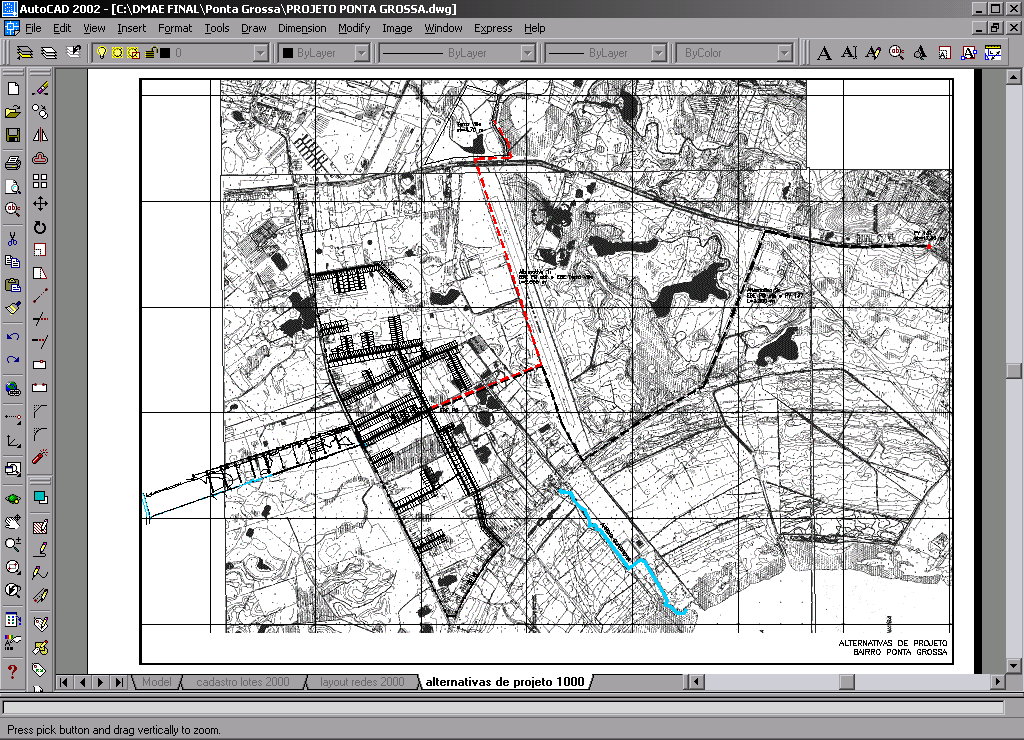 AutoCAD 2002 - [C:\DMAE FINAL\Ponta Grossa\PROJETO PONTA GROSSA.dwg]
File Edit View Insert Format Tools Draw Dimension Modify Image Window Express Help
0 ByLayer ByLayer ByLayer ByColor
ALTERNATIVAS DE PROJETO
BAIRRO PONTA GROSSA
Model cadastro lotes 2000 layout redes 2000 alternativas de projeto 1000
Press pick button and drag vertically to zoom.